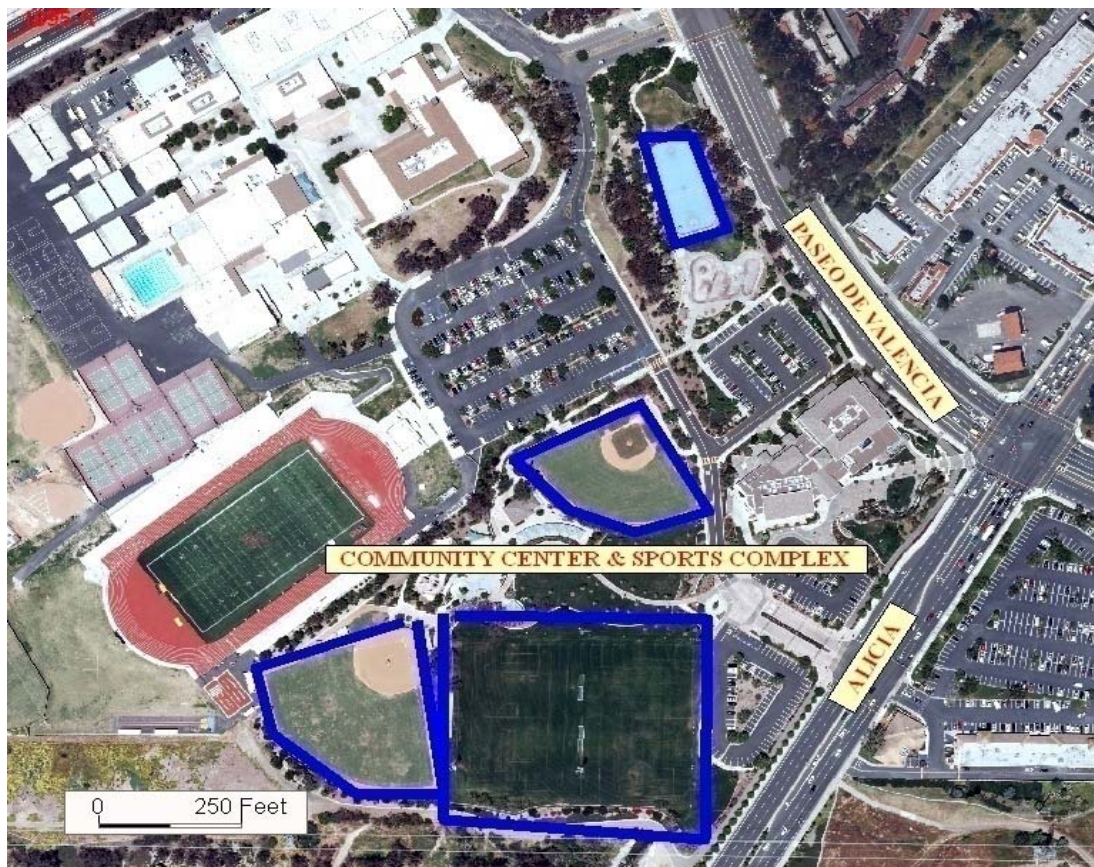 PASEO DE VALENCIA
COMMUNITY CENTER & SPORTS COMPLEX
ALICIA
0 250 Feet